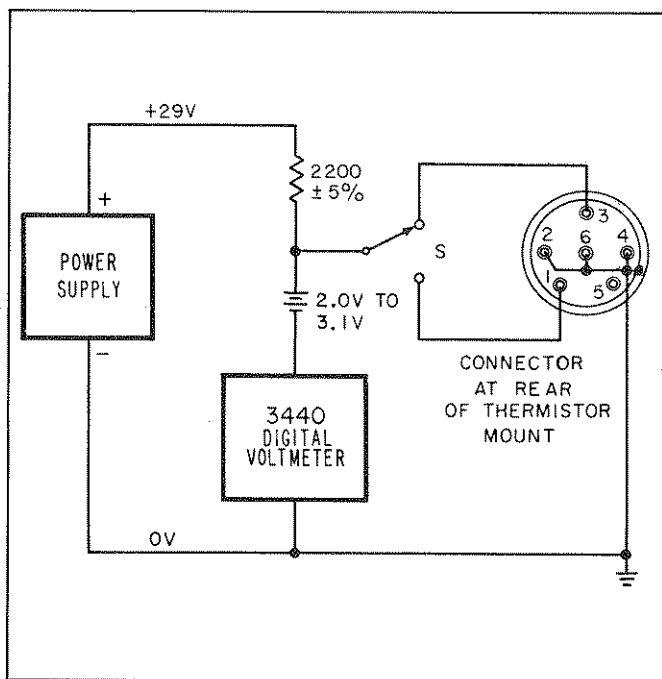 +29V
2200
±5%
+
POWER
SUPPLY
−
S
2.0V TO
3.1V
3440
DIGITAL
VOLTMETER
3
2
6
4
1
5
CONNECTOR
AT REAR
OF THERMISTOR
MOUNT
0V